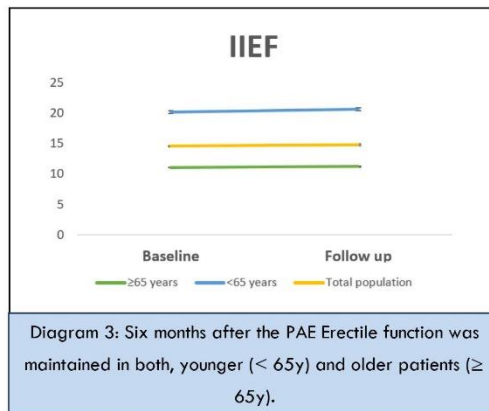 IIEF
25
20
15
10
5
0
Baseline Follow up
≥65 years <65 years Total population
Diagram 3: Six months after the PAE Erectile function was
maintained in both, younger (< 65y) and older patients (≥
65y).